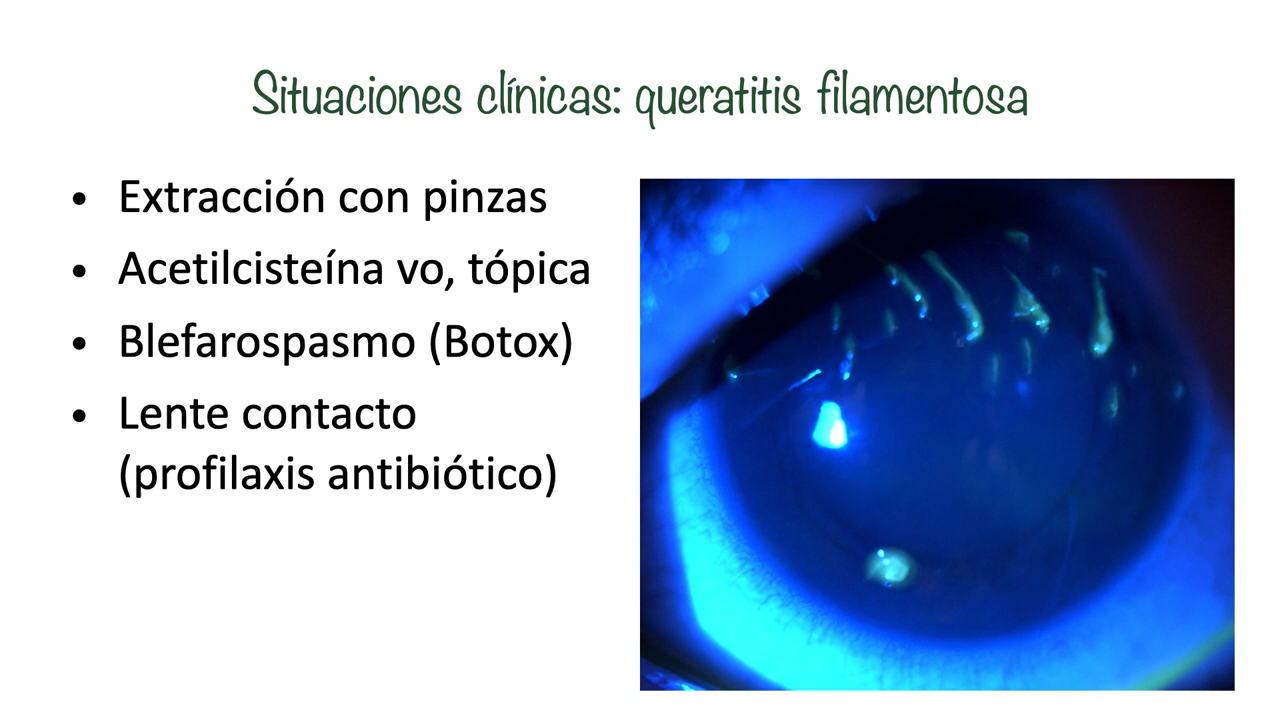 Situaciones clínicas: queratitis filamentosa
• Extracción con pinzas
• Acetilcisteína vo, tópica
• Blefarospasmo (Botox)
• Lente contacto
(profilaxis antibiótico)